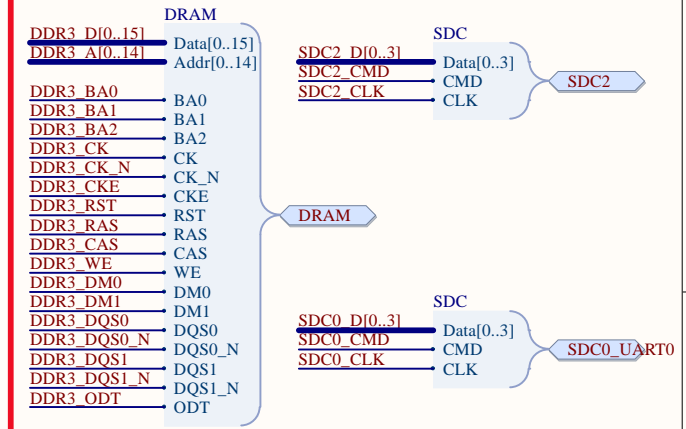 DRAM
DDR3_D[0..15] Data[0..15]
DDR3_A[0..14] Addr[0..14]
DDR3_BA0 BA0
DDR3_BA1 BA1
DDR3_BA2 BA2
DDR3_CK CK
DDR3_CK_N CK_N
DDR3_CKE CKE
DDR3_RST RST
DDR3_RAS RAS
DDR3_CAS CAS
DDR3_WE WE
DDR3_DM0 DM0
DDR3_DM1 DM1
DDR3_DQS0 DQS0
DDR3_DQS0_N DQS0_N
DDR3_DQS1 DQS1
DDR3_DQS1_N DQS1_N
DDR3_ODT ODT
DRAM
SDC
SDC2_D[0..3] Data[0..3]
SDC2_CMD CMD
SDC2_CLK CLK
SDC2
SDC
SDC0_D[0..3] Data[0..3]
SDC0_CMD CMD
SDC0_CLK CLK
SDC0_UART0